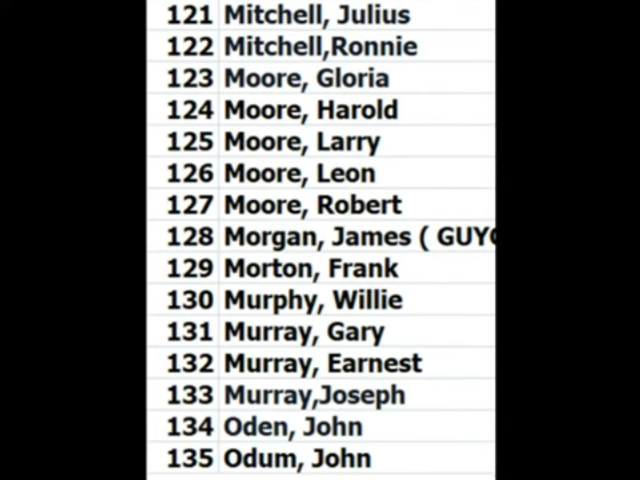 121 Mitchell, Julius
122 Mitchell,Ronnie
123 Moore, Gloria
124 Moore, Harold
125 Moore, Larry
126 Moore, Leon
127 Moore, Robert
128 Morgan, James ( GUY
129 Morton, Frank
130 Murphy, Willie
131 Murray, Gary
132 Murray, Earnest
133 Murray,Joseph
134 Oden, John
135 Odum, John